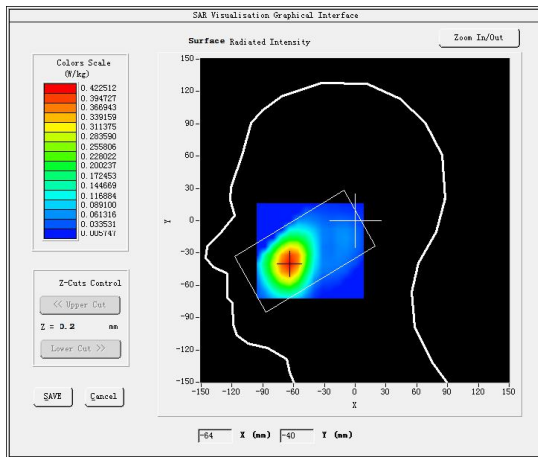 SAR Visualisation Graphical Interface
Surface Radiated Intensity
Zoom In/Out
Colors Scale
(W/kg)
0.422512
0.394727
0.366943
0.339159
0.311375
0.283590
0.255806
0.228022
0.200237
0.172453
0.144669
0.116884
0.089100
0.061316
0.033531
0.005747
Z-Cuts Control
<< Upper Cut
Z = 3.2 mm
Lower Cut >>
SAVE
Cancel
150
120
90
60
30
0
-30
-60
-90
-120
-150
Y
-150 -120 -90 -60 -30 0 30 60 90 120 150
X
-64 X (mm) -40 Y (mm)